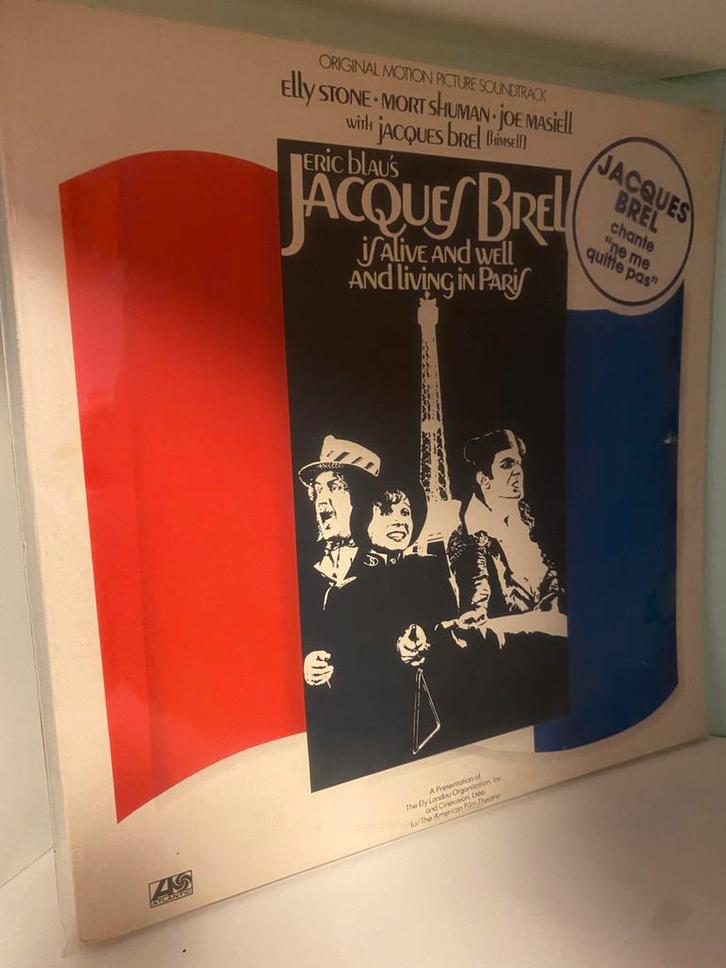 ORIGINAL MOTION PICTURE SOUNDTRACK
elly STONE • MORT SHUMAN • JOE MASIELL
with JACQUES BREL [himself]
ERIC blau's
JACQUES BREL
is ALIVE AND WELL
AND living IN PARIS
JACQUES
BREL
chante
"ne me
quitte pas"
A Presentation of
The Ely Landau Organization, Inc.
and Cinevision, Ltée.
for The American Film Theatre
ATLANTIC